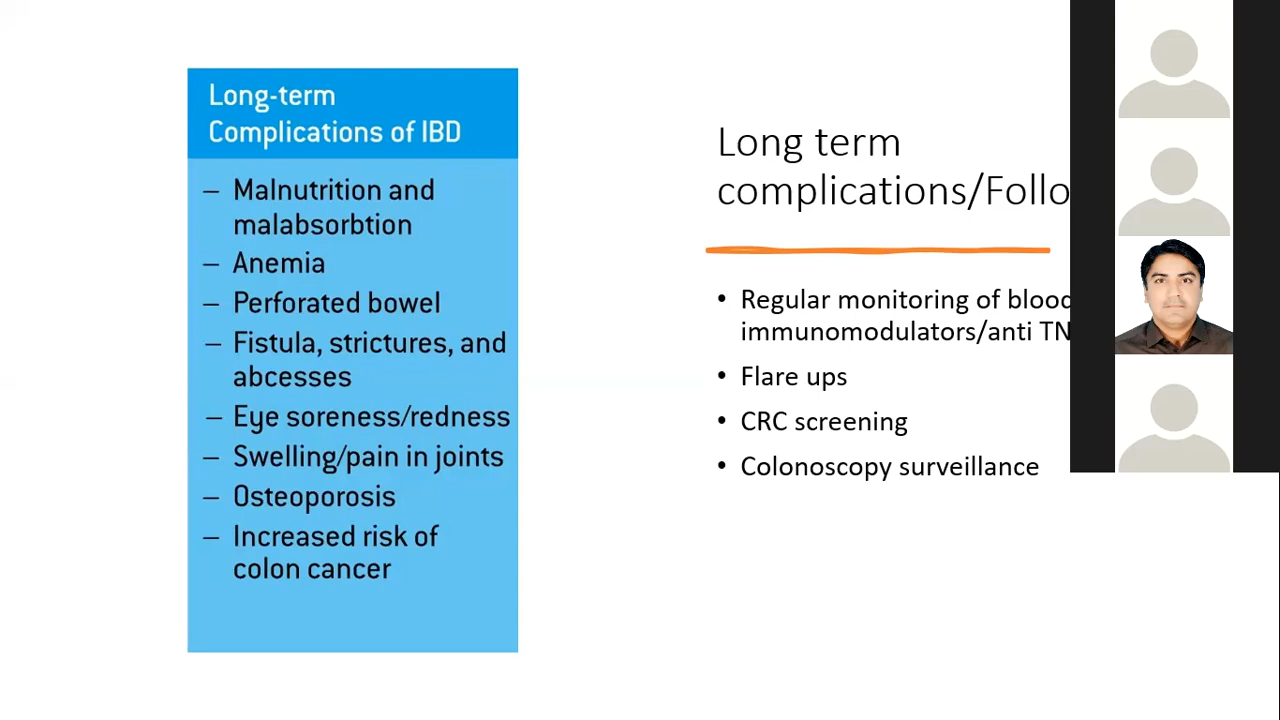 Long-term
Complications of IBD
– Malnutrition and
malabsorbtion
– Anemia
– Perforated bowel
– Fistula, strictures, and
abcesses
– Eye soreness/redness
– Swelling/pain in joints
– Osteoporosis
– Increased risk of
colon cancer
Long term
complications/Follo
• Regular monitoring of blood
immunomodulators/anti TN
• Flare ups
• CRC screening
• Colonoscopy surveillance